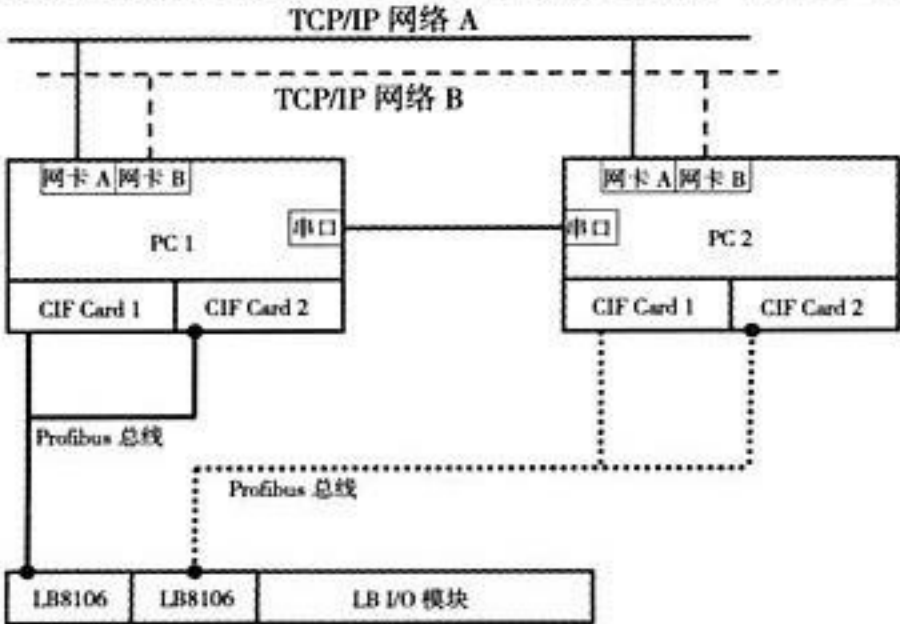 TCP/IP 网络 A
TCP/IP 网络 B
网卡 A 网卡 B
网卡 A 网卡 B
串口
串口
PC 1
PC 2
CIF Card 1
CIF Card 2
CIF Card 1
CIF Card 2
Profibus 总线
Profibus 总线
LB8106
LB8106
LB I/O 模块